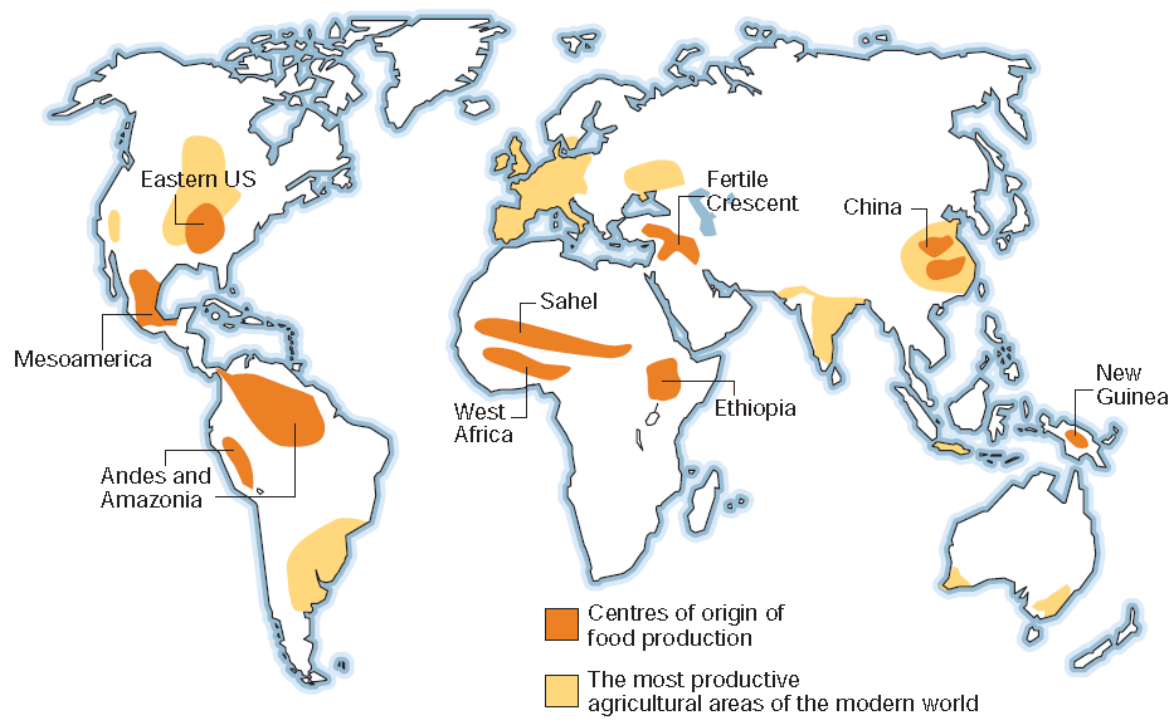 Eastern US
Fertile
Crescent
China
Sahel
Mesoamerica
New
Guinea
West
Africa
Ethiopia
Andes and
Amazonia
Centres of origin of
food production
The most productive
agricultural areas of the modern world